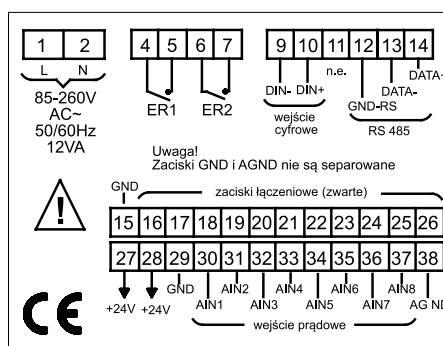 1 2 4 5 6 7 9 10 11 12 13 14
L N ER1 ER2 DIN- DIN+ n.e. GND-RS DATA- DATA-
85-260V
AC~
50/60Hz
12VA
wejście
cyfrowe
RS 485
Uwaga!
Zaciski GND i AGND nie są separowane
GND zaciski łączeniowe (zwarte)
15 16 17 18 19 20 21 22 23 24 25 26
27 28 29 30 31 32 33 34 35 36 37 38
+24V +24V GND AIN1 AIN2 AIN3 AIN4 AIN5 AIN6 AIN7 AIN8 AG ND
wejście prądowe
CE